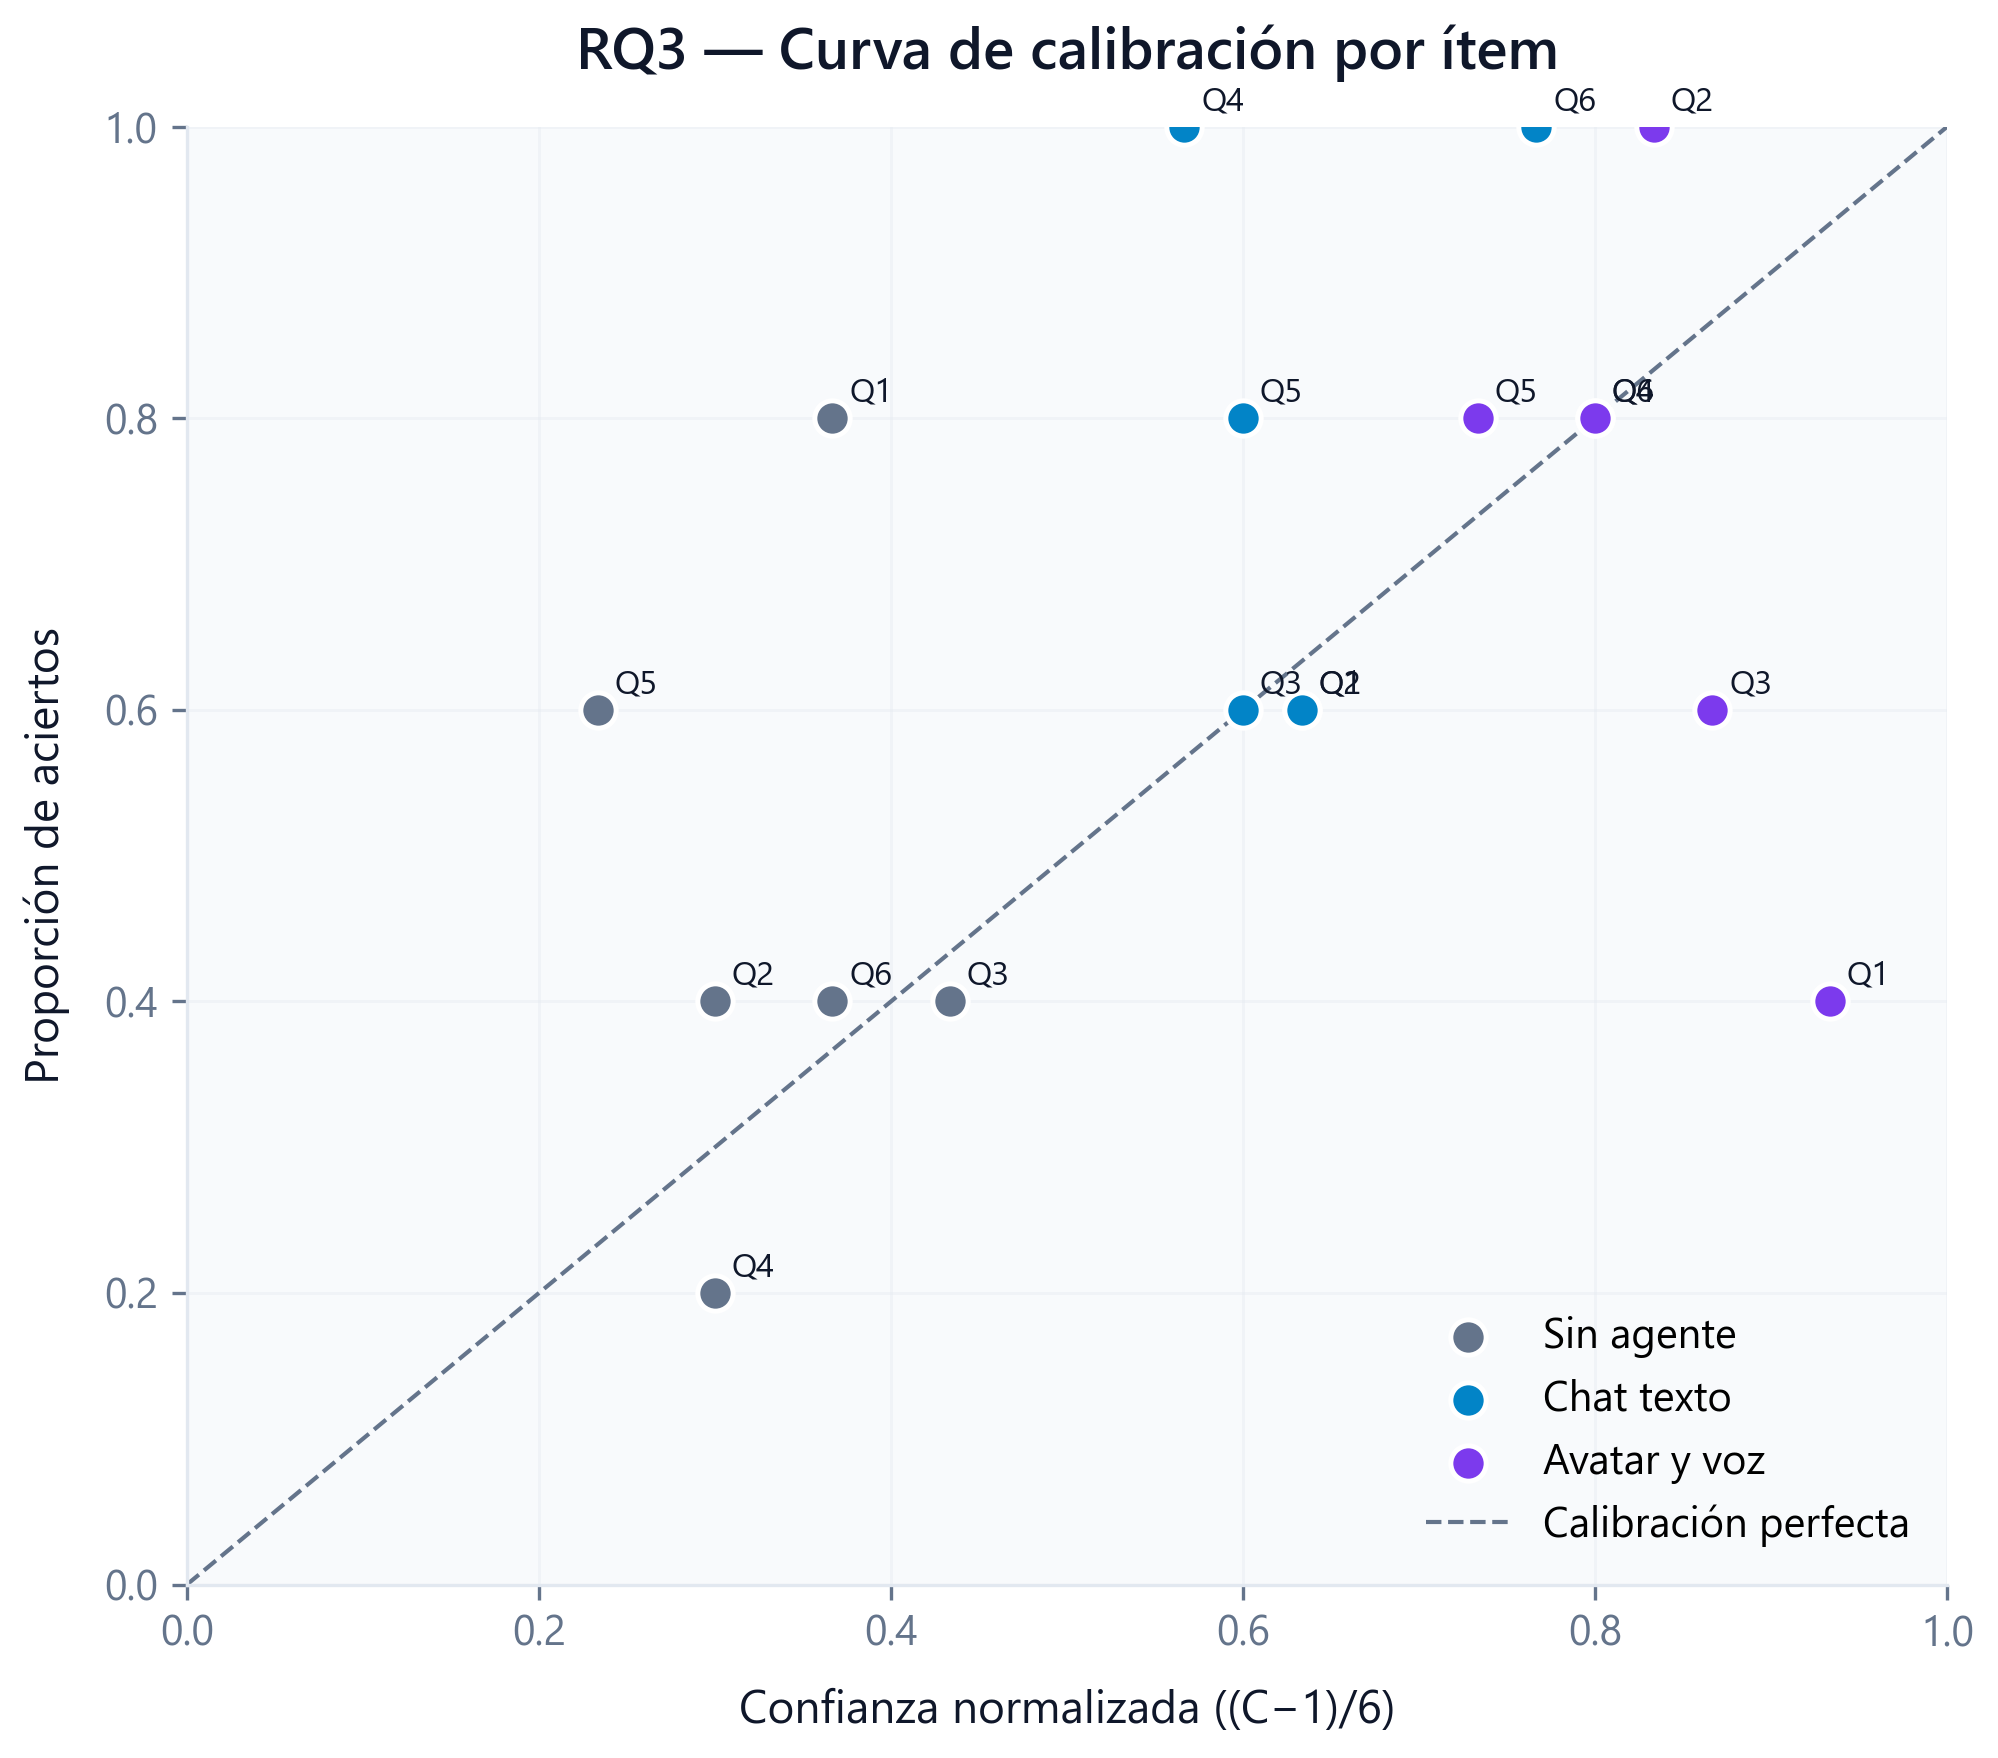 RQ3 — Curva de calibración por ítem
Q4 Q6 Q2
1.0
Q1 Q5 Q5
0.8
Q5 Q3 Q3
0.6
Q2 Q6 Q3 Q1
0.4
Q4
0.2
0.0
Proporción de aciertos
Sin agente
Chat texto
Avatar y voz
Calibración perfecta
0.0 0.2 0.4 0.6 0.8 1.0
Confianza normalizada ((C−1)/6)